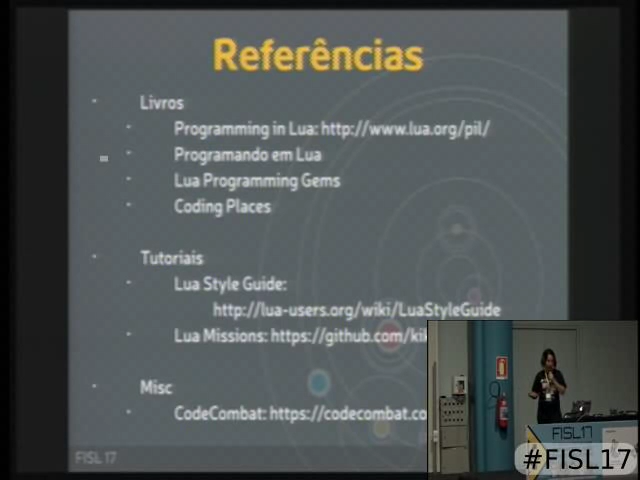 Referências
Livros
Programming in Lua: http://www.lua.org/pil/
Programando em Lua
Lua Programming Gems
Coding Places
Tutoriais
Lua Style Guide:
http://lua-users.org/wiki/LuaStyleGuide
Lua Missions: https://github.com/kik
Misc
CodeCombat: https://codecombat.co
FISL 17
FISL17
#FISL17